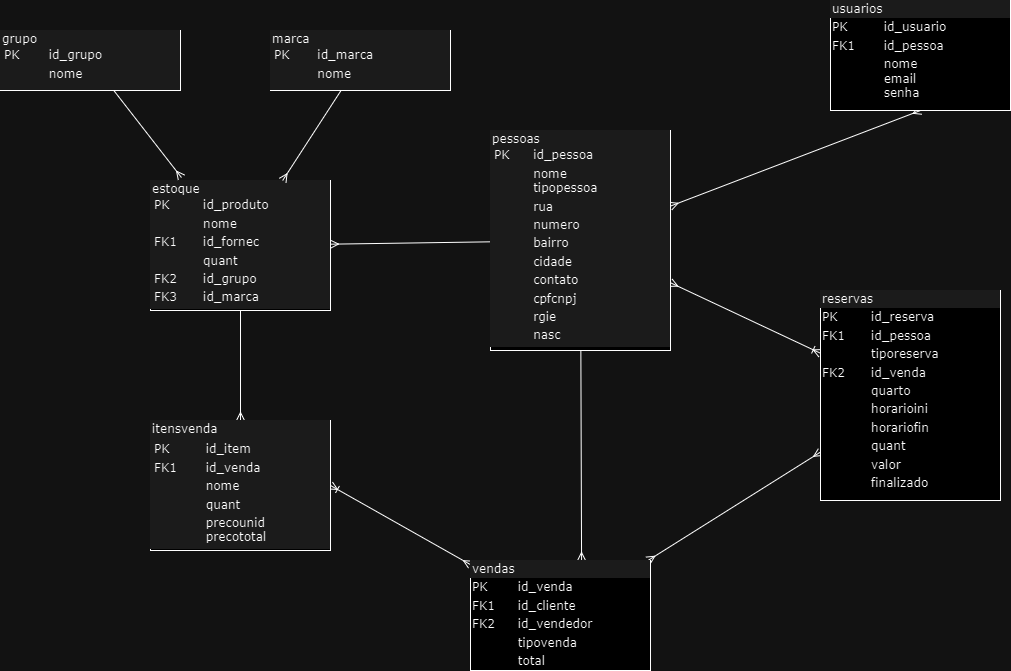 grupo
PK id_grupo
nome
marca
PK id_marca
nome
usuarios
PK id_usuario
FK1 id_pessoa
nome
email
senha
pessoas
PK id_pessoa
nome
tipopessoa
rua
numero
bairro
cidade
contato
cpfcnpj
rgie
nasc
estoque
PK id_produto
nome
FK1 id_fornec
quant
FK2 id_grupo
FK3 id_marca
reservas
PK id_reserva
FK1 id_pessoa
tiporeserva
FK2 id_venda
quarto
horarioini
horariofin
quant
valor
finalizado
itensvenda
PK id_item
FK1 id_venda
nome
quant
precounid
precototal
vendas
PK id_venda
FK1 id_cliente
FK2 id_vendedor
tipovenda
total